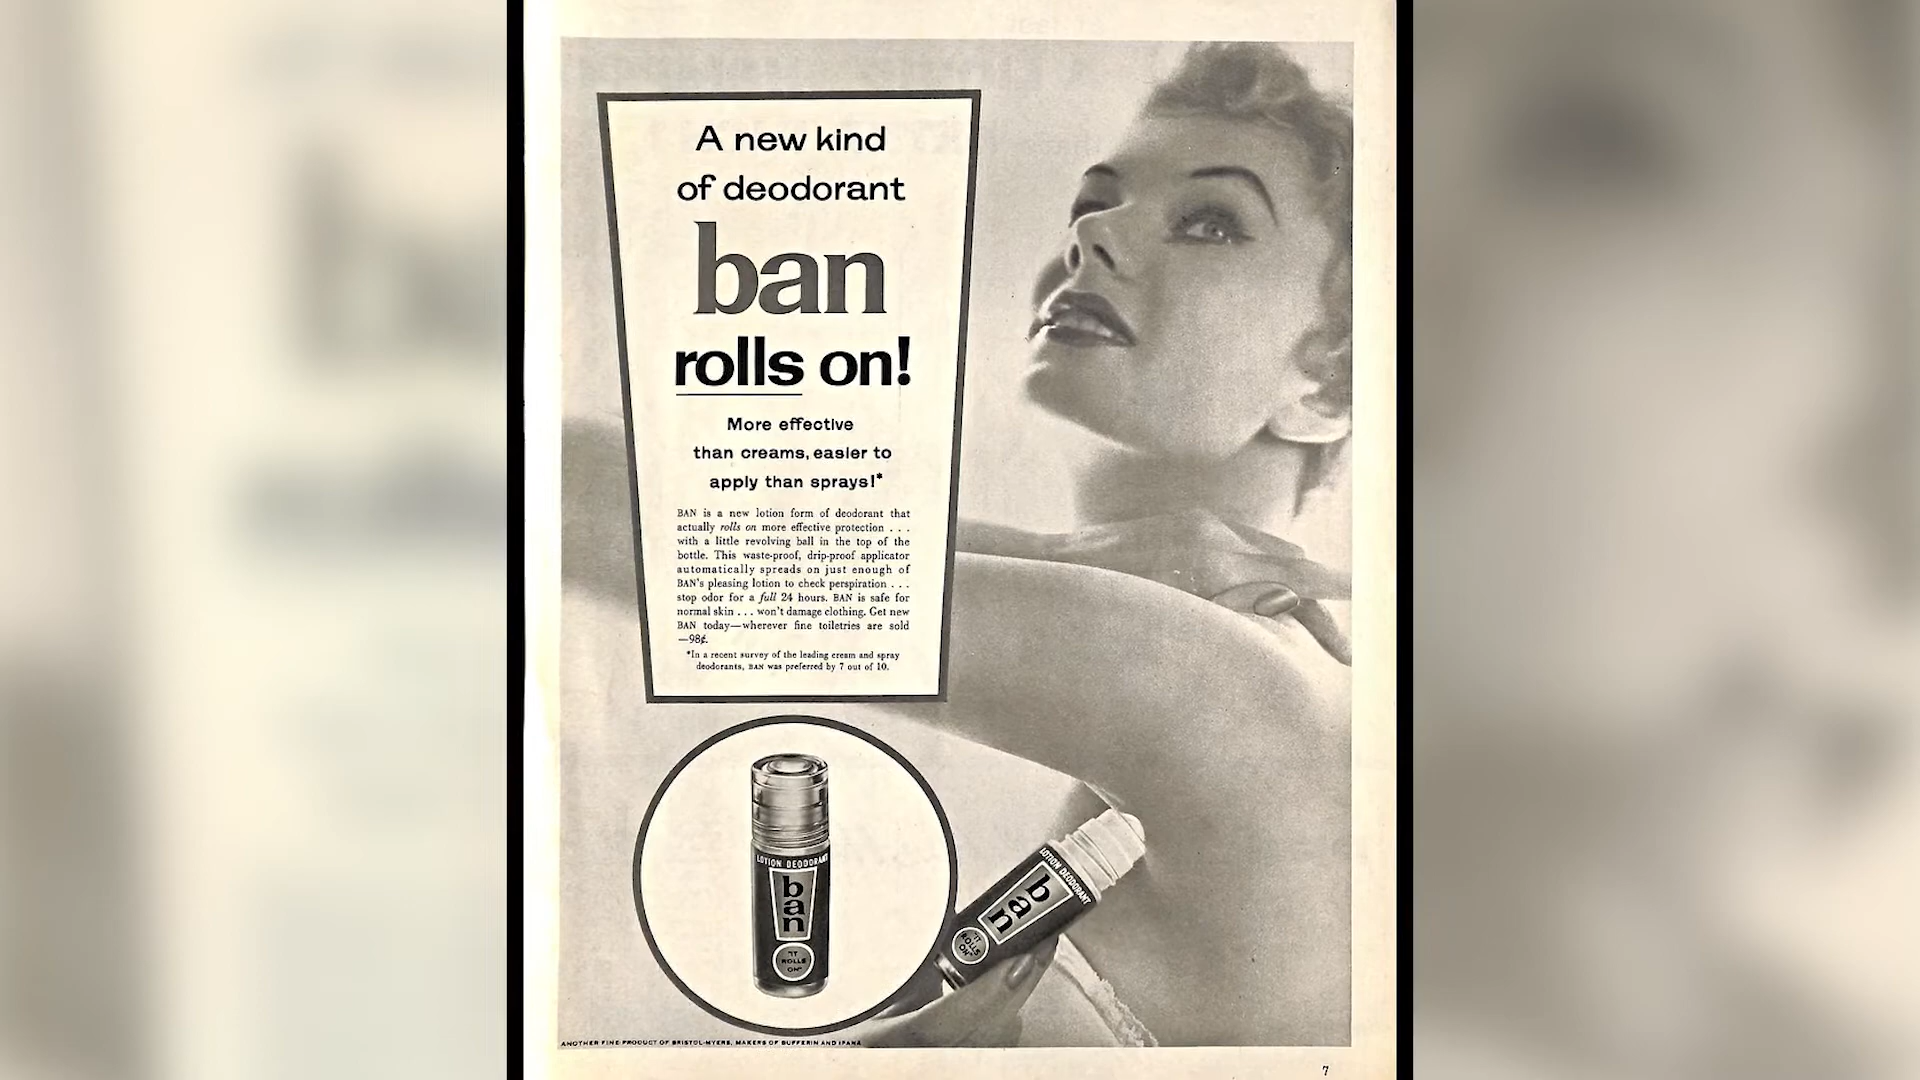 A new kind
of deodorant
ban
rolls on!
More effective
than creams, easier to
apply than sprays!*
BAN is a new lotion form of deodorant that
actually rolls on more effective protection . . .
with a little revolving ball in the top of the
bottle. This waste-proof, drip-proof applicator
automatically spreads on just enough of
BAN's pleasing lotion to check perspiration . . .
stop odor for a full 24 hours. BAN is safe for
normal skin . . . won't damage clothing. Get new
BAN today—wherever fine toiletries are sold
—98¢.
*In a recent survey of the leading cream and spray
deodorants, BAN was preferred by 7 out of 10.
LOTION DEODORANT
ban
"IT
ROLLS
ON"
LOTION DEODORANT
ban
"IT
ROLLS
ON"
ANOTHER FINE PRODUCT OF BRISTOL-MYERS, MAKERS OF BUFFERIN AND IPANA
7